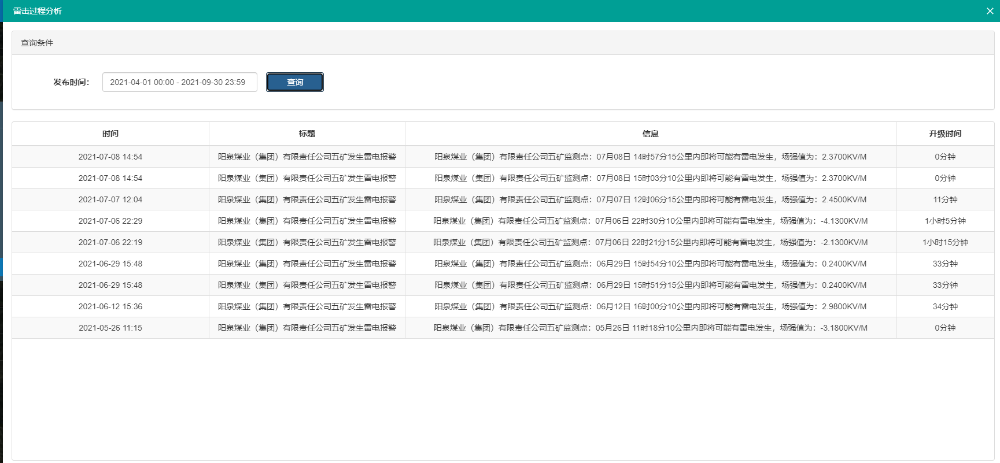 雷击过程分析
查询条件
发布时间： 2021-04-01 00:00 - 2021-09-30 23:59 查询
时间 标题 信息 升级时间
2021-07-08 14:54 阳泉煤业（集团）有限责任公司五矿发生雷电报警 阳泉煤业（集团）有限责任公司五矿监测点：07月08日 14时57分15公里内即将可能有雷电发生，场强值为：2.3700KV/M 0分钟
2021-07-08 14:54 阳泉煤业（集团）有限责任公司五矿发生雷电报警 阳泉煤业（集团）有限责任公司五矿监测点：07月08日 15时03分10公里内即将可能有雷电发生，场强值为：2.3700KV/M 0分钟
2021-07-07 12:04 阳泉煤业（集团）有限责任公司五矿发生雷电报警 阳泉煤业（集团）有限责任公司五矿监测点：07月07日 12时06分15公里内即将可能有雷电发生，场强值为：2.4500KV/M 11分钟
2021-07-06 22:29 阳泉煤业（集团）有限责任公司五矿发生雷电报警 阳泉煤业（集团）有限责任公司五矿监测点：07月06日 22时30分10公里内即将可能有雷电发生，场强值为：-4.1300KV/M 1小时5分钟
2021-07-06 22:19 阳泉煤业（集团）有限责任公司五矿发生雷电报警 阳泉煤业（集团）有限责任公司五矿监测点：07月06日 22时21分15公里内即将可能有雷电发生，场强值为：-2.1300KV/M 1小时15分钟
2021-06-29 15:48 阳泉煤业（集团）有限责任公司五矿发生雷电报警 阳泉煤业（集团）有限责任公司五矿监测点：06月29日 15时54分10公里内即将可能有雷电发生，场强值为：0.2400KV/M 33分钟
2021-06-29 15:48 阳泉煤业（集团）有限责任公司五矿发生雷电报警 阳泉煤业（集团）有限责任公司五矿监测点：06月29日 15时51分15公里内即将可能有雷电发生，场强值为：0.2400KV/M 33分钟
2021-06-12 15:36 阳泉煤业（集团）有限责任公司五矿发生雷电报警 阳泉煤业（集团）有限责任公司五矿监测点：06月12日 16时00分10公里内即将可能有雷电发生，场强值为：2.9800KV/M 34分钟
2021-05-26 11:15 阳泉煤业（集团）有限责任公司五矿发生雷电报警 阳泉煤业（集团）有限责任公司五矿监测点：05月26日 11时18分10公里内即将可能有雷电发生，场强值为：-3.1800KV/M 0分钟